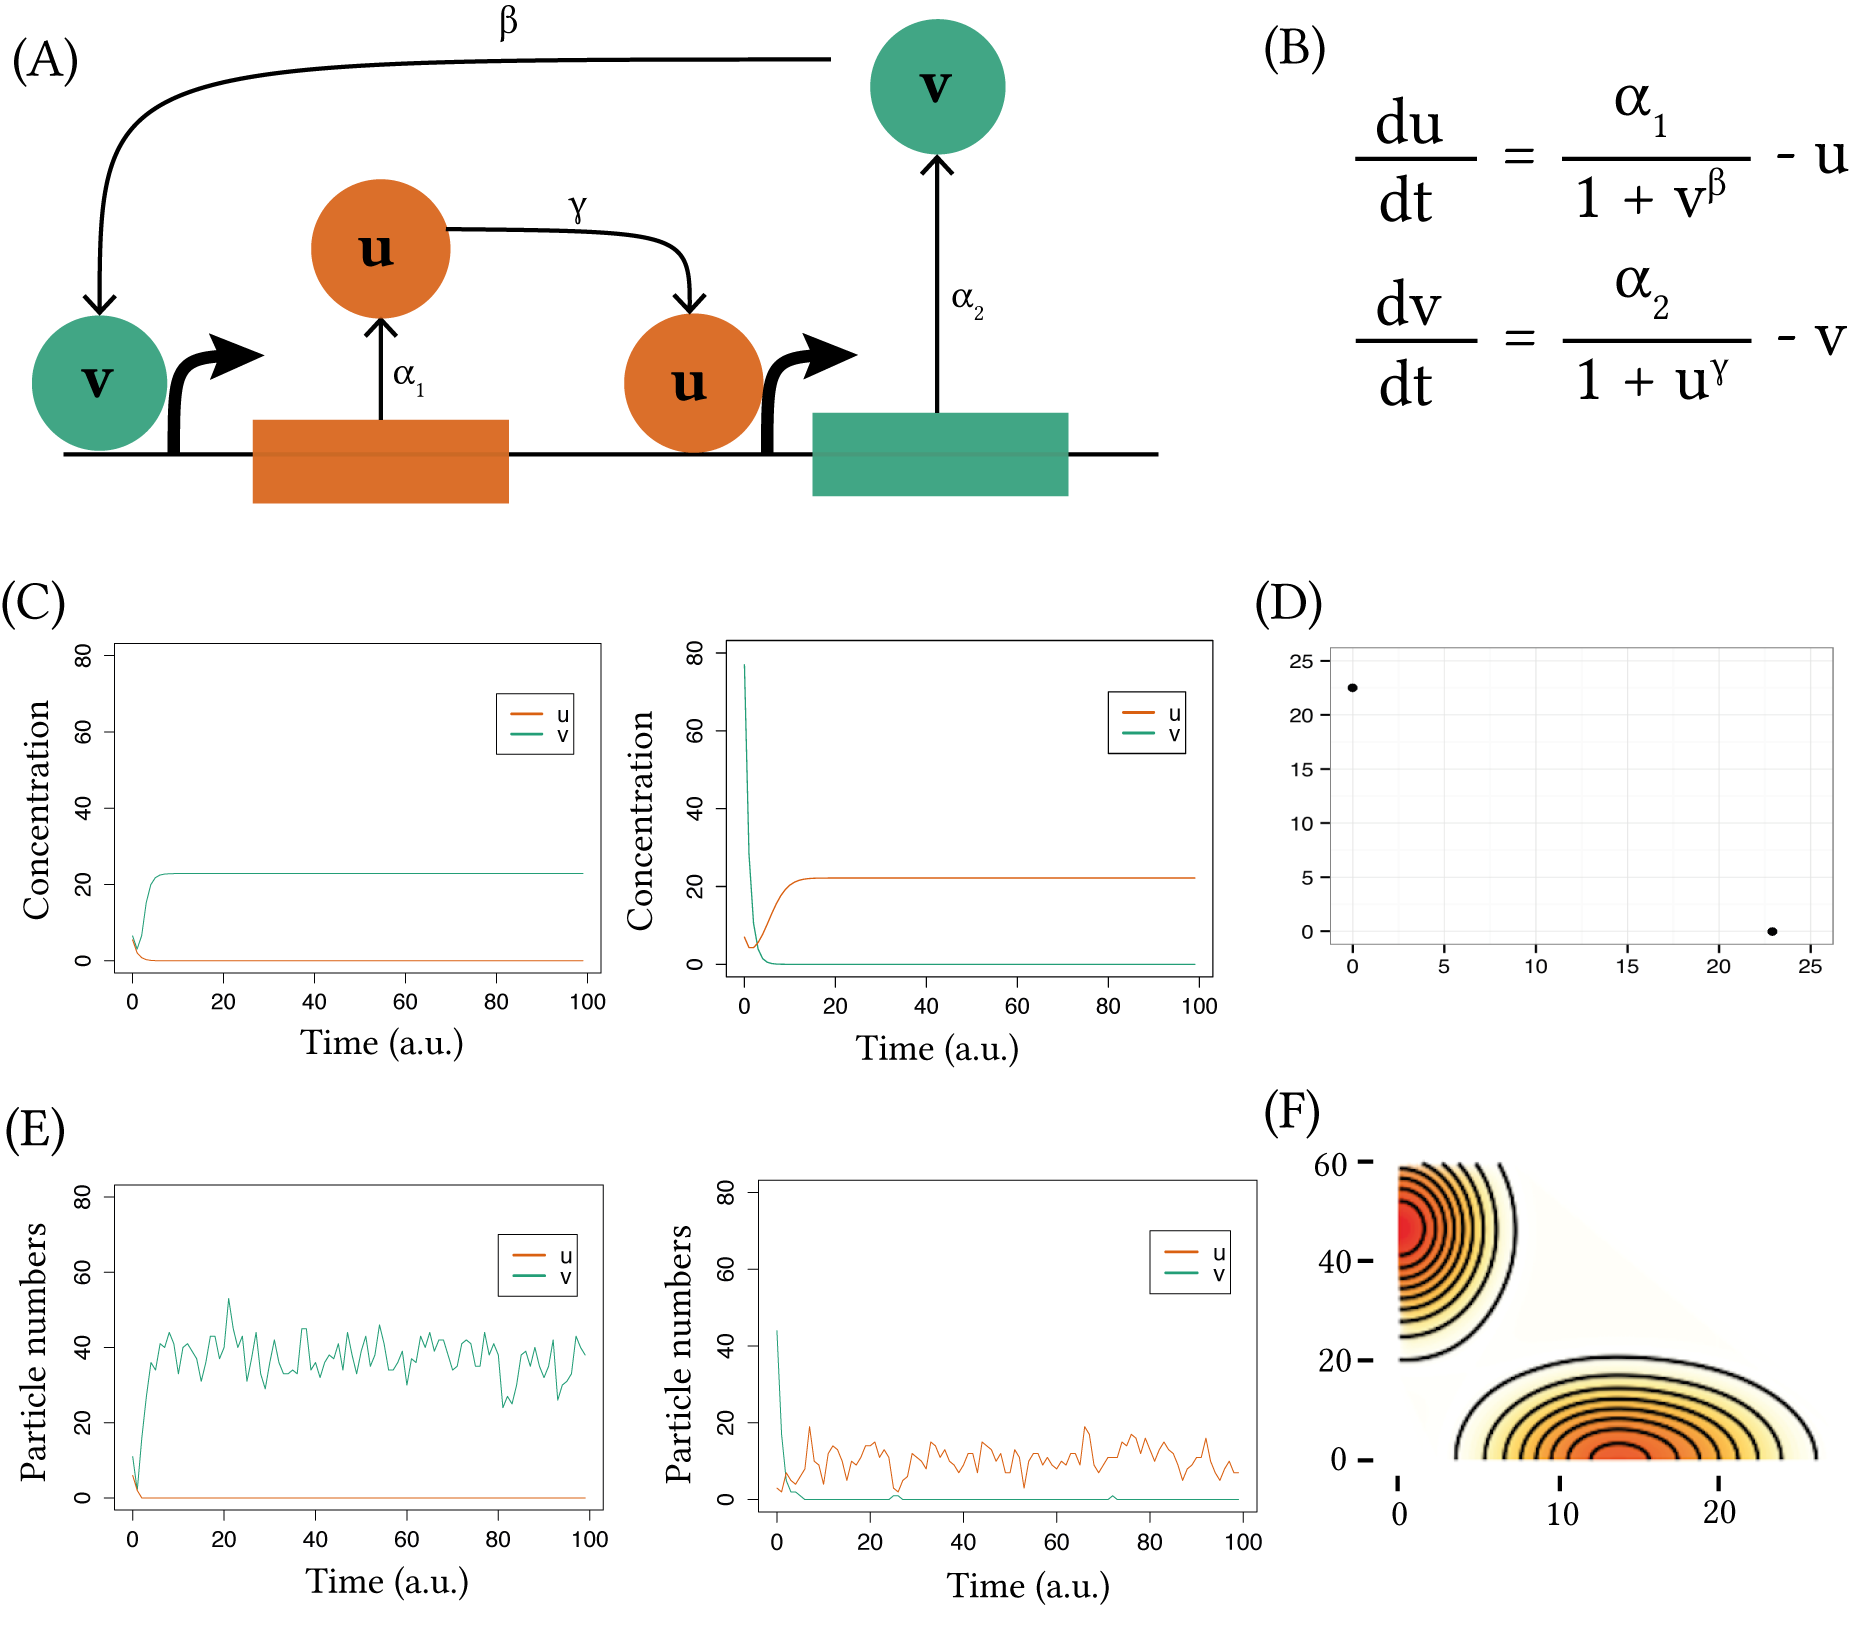 (A)
β
v
(B)
du/dt = α₁/(1 + v^β) - u
u
γ
α₂
dv/dt = α₂/(1 + u^γ) - v
v
α₁
u
(C)
80
60
40
20
0
Concentration
u
v
0 20 40 60 80 100
Time (a.u.)
80
60
40
20
0
Concentration
u
v
0 20 40 60 80 100
Time (a.u.)
(D)
25
20
15
10
5
0
0 5 10 15 20 25
(E)
80
60
40
20
0
Particle numbers
u
v
0 20 40 60 80 100
Time (a.u.)
80
60
40
20
0
Particle numbers
u
v
0 20 40 60 80 100
Time (a.u.)
(F)
60
40
20
0
0 10 20